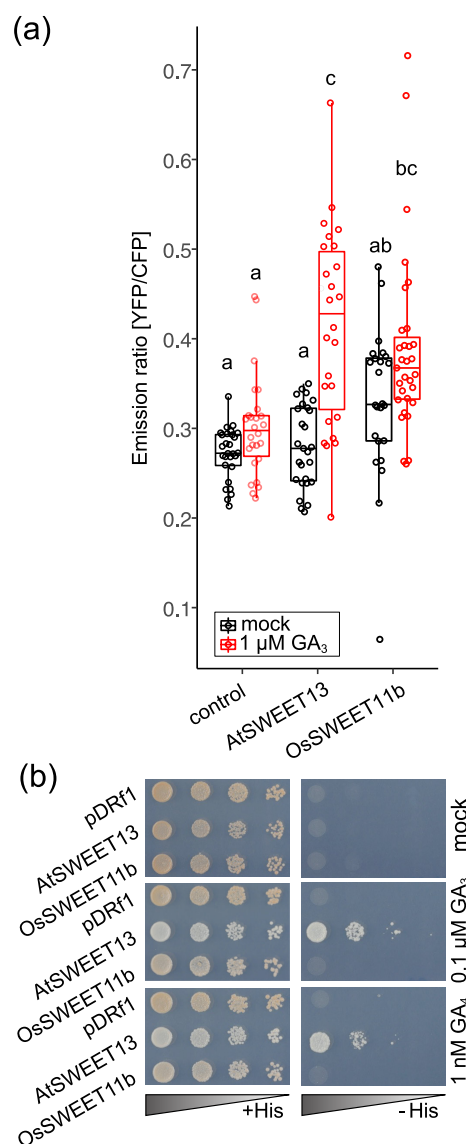 (a)
Emission ratio [YFP/CFP]
0.7
0.6
0.5
0.4
0.3
0.2
0.1
a
a
a
c
ab
bc
mock
1 µM GA₃
control
AtSWEET13
OsSWEET11b
(b)
pDRf1
AtSWEET13
OsSWEET11b
mock
pDRf1
AtSWEET13
OsSWEET11b
0.1 µM GA₃
pDRf1
AtSWEET13
OsSWEET11b
1 nM GA₄
+His
-His